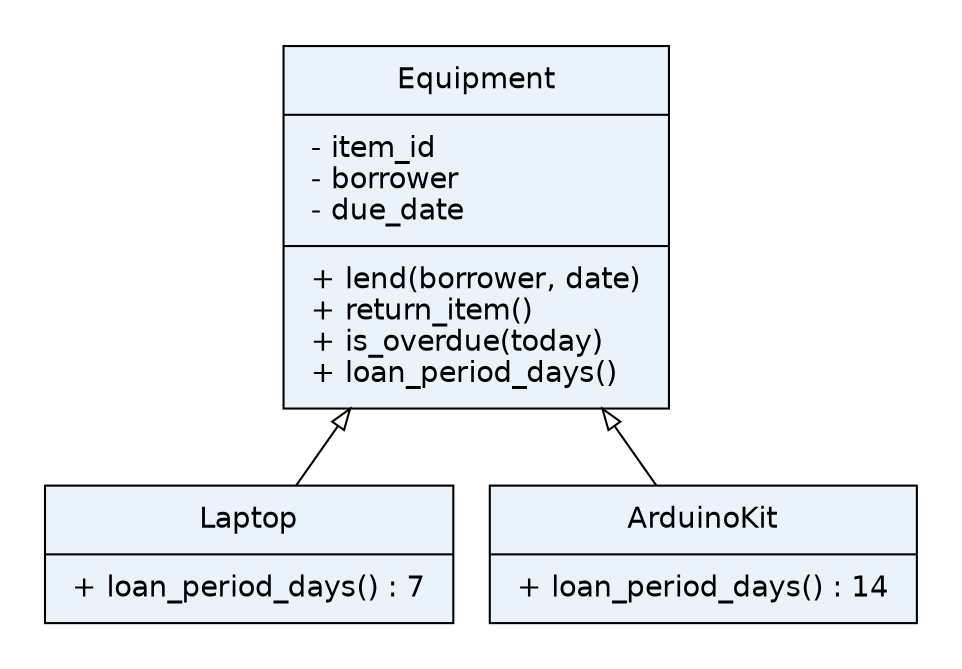 Equipment
- item_id
- borrower
- due_date
+ lend(borrower, date)
+ return_item()
+ is_overdue(today)
+ loan_period_days()
Laptop
+ loan_period_days() : 7
ArduinoKit
+ loan_period_days() : 14